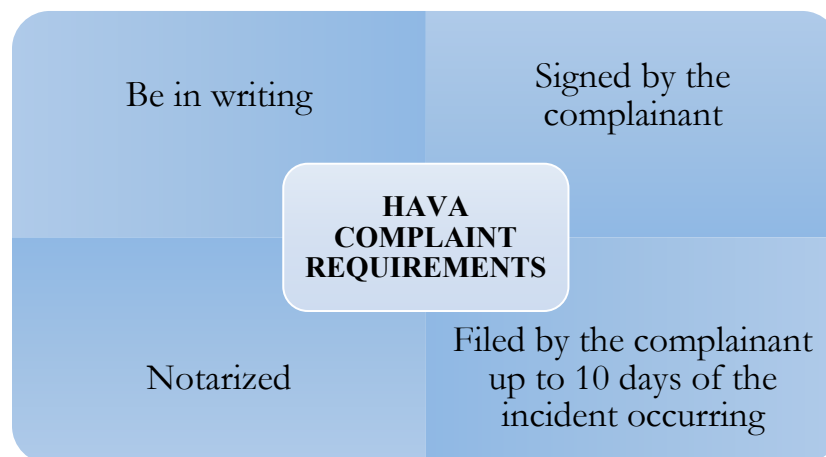 Be in writing
Signed by the
complainant
HAVA
COMPLAINT
REQUIREMENTS
Notarized
Filed by the complainant
up to 10 days of the
incident occurring